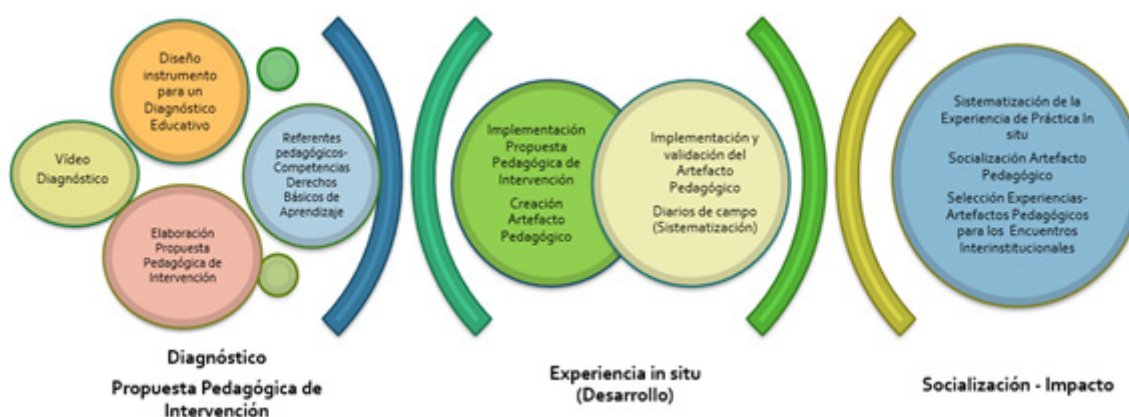 Vídeo
Diagnóstico
Diseño
instrumento
para un
Diagnóstico
Educativo
Referentes
pedagógicos-
Competencias
Derechos
Básicos de
Aprendizaje
Elaboración
Propuesta
Pedagógica de
Intervención
Diagnóstico
Propuesta Pedagógica de
Intervención
Implementación
Propuesta
Pedagógica de
Intervención
Creación
Artefacto
Pedagógico
Implementación y
validación del
Artefacto
Pedagógico
Diarios de campo
(Sistematización)
Experiencia in situ
(Desarrollo)
Sistematización de la
Experiencia de Práctica In
situ
Socialización Artefacto
Pedagógico
Selección Experiencias-
Artefactos Pedagógicos
para los Encuentros
Interinstitucionales
Socialización - Impacto